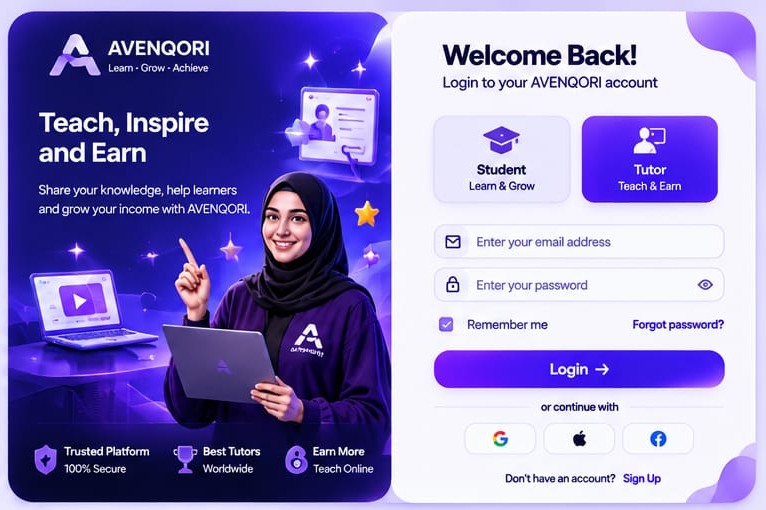 AVENQORI
Learn • Grow • Achieve
Teach, Inspire
and Earn
Share your knowledge, help learners
and grow your income with AVENQORI.
Trusted Platform
100% Secure
Best Tutors
Worldwide
Earn More
Teach Online
Welcome Back!
Login to your AVENQORI account
Student
Learn & Grow
Tutor
Teach & Earn
Enter your email address
Enter your password
Remember me
Forgot password?
Login →
or continue with
Don't have an account? Sign Up